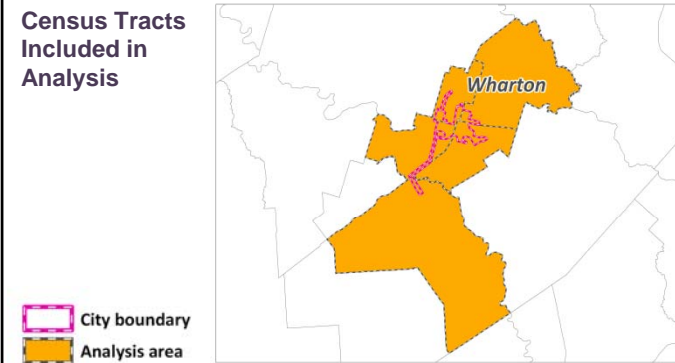 Census Tracts
Included in
Analysis
Wharton
City boundary
Analysis area